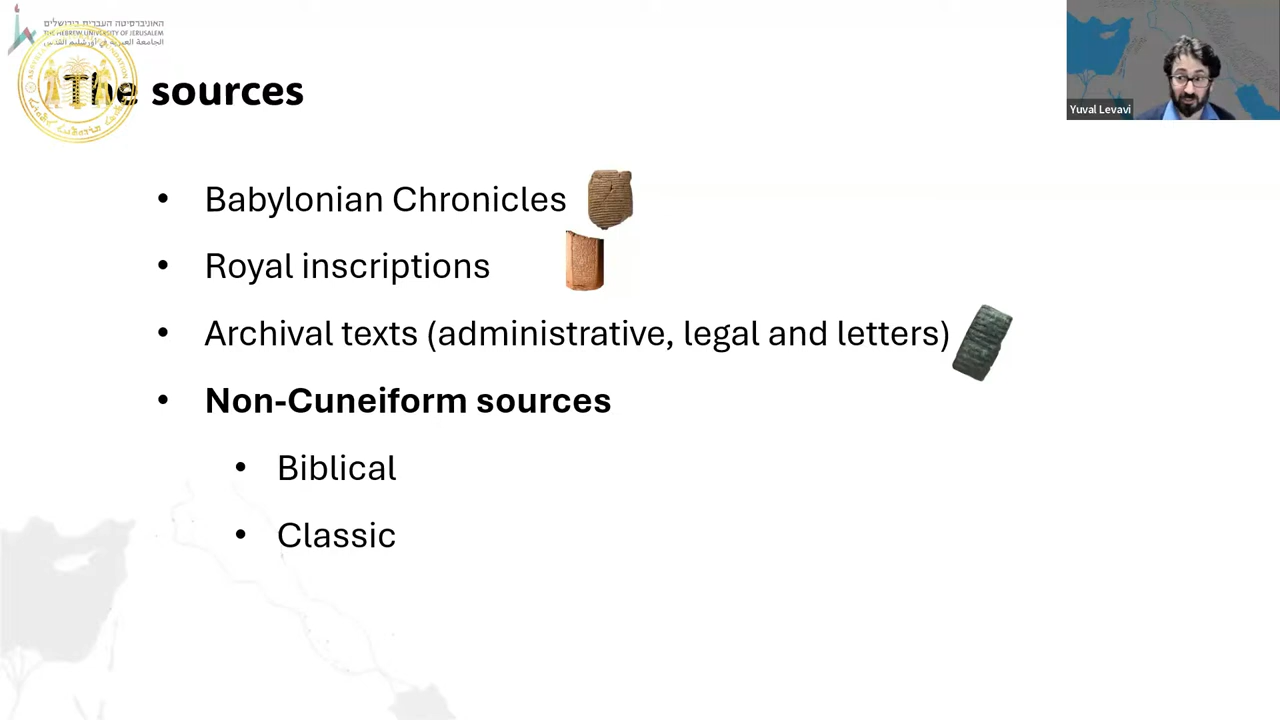 האוניברסיטה העברית בירושלים
THE HEBREW UNIVERSITY OF JERUSALEM
الجامعة العبرية في اورشليم القدس
The sources
Yuval Levavi
• Babylonian Chronicles
• Royal inscriptions
• Archival texts (administrative, legal and letters)
• Non-Cuneiform sources
• Biblical
• Classic